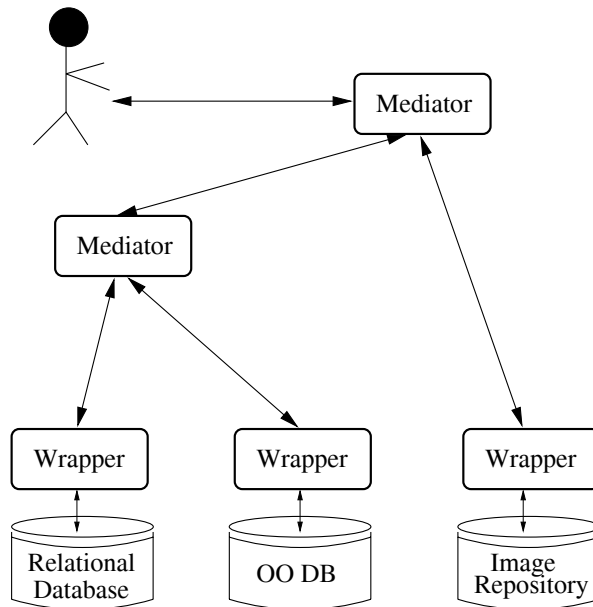 Mediator
Mediator
Wrapper
Wrapper
Wrapper
Relational
Database
OO DB
Image
Repository